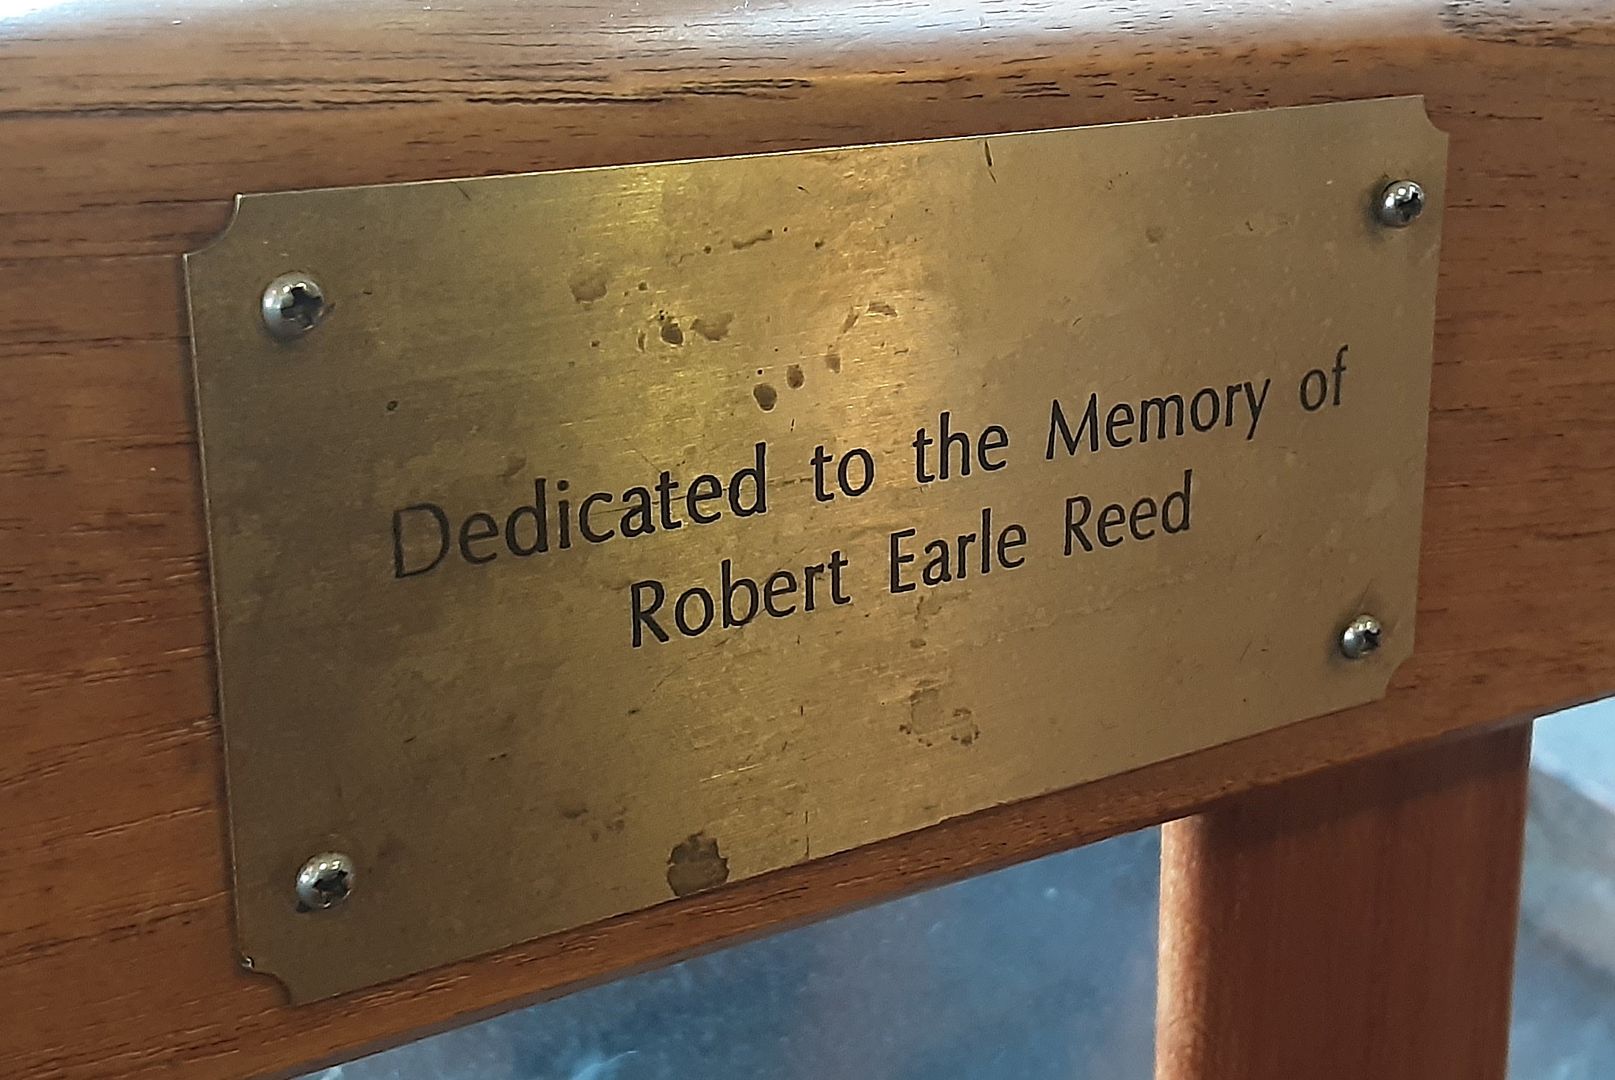 Dedicated to the Memory of
Robert Earle Reed